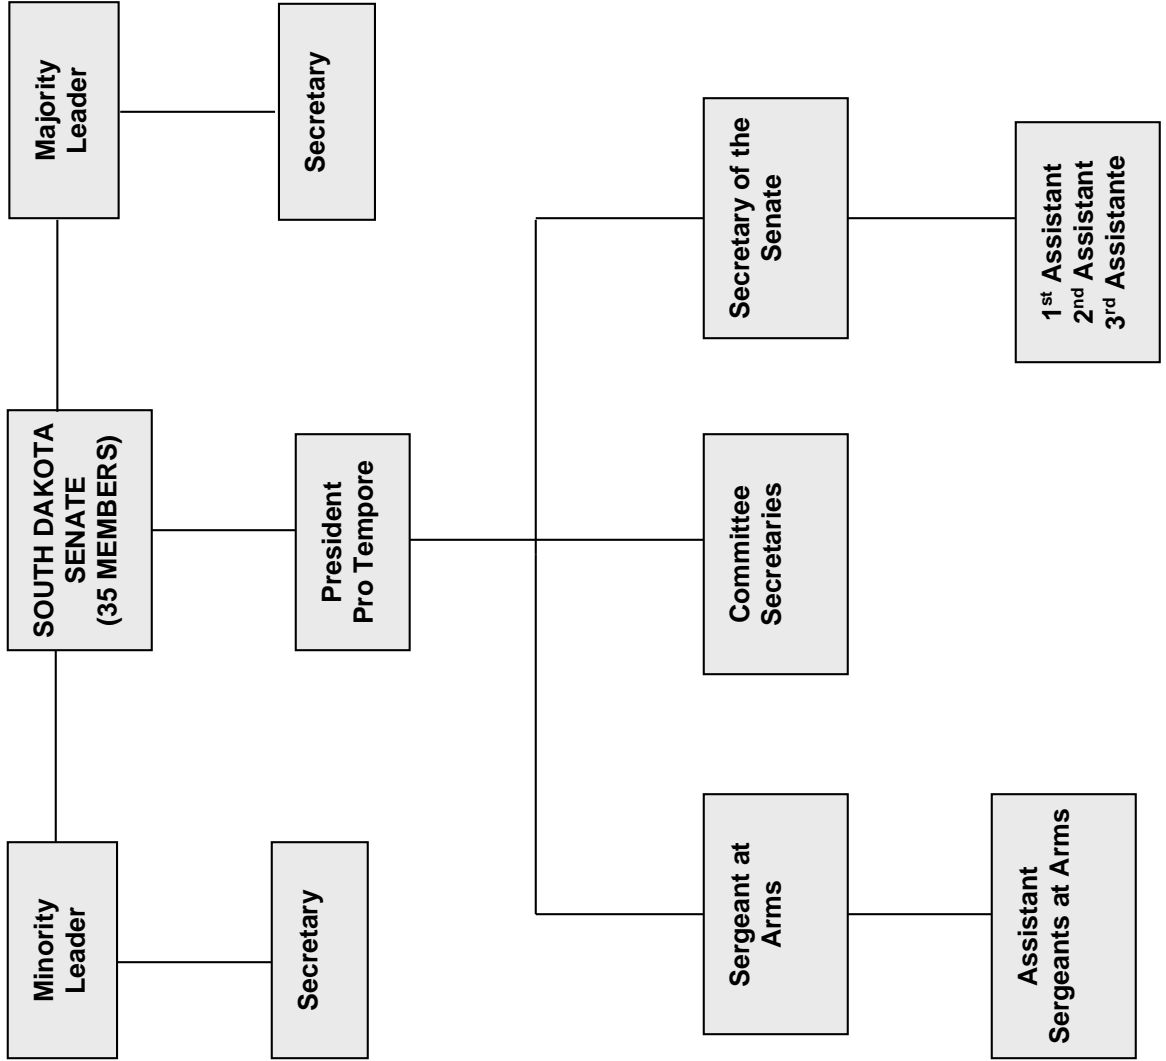 Minority
Leader
SOUTH DAKOTA
SENATE
(35 MEMBERS)
Majority
Leader
Secretary
President
Pro Tempore
Secretary
Sergeant at
Arms
Committee
Secretaries
Secretary of the
Senate
Assistant
Sergeants at Arms
1st Assistant
2nd Assistant
3rd Assistante